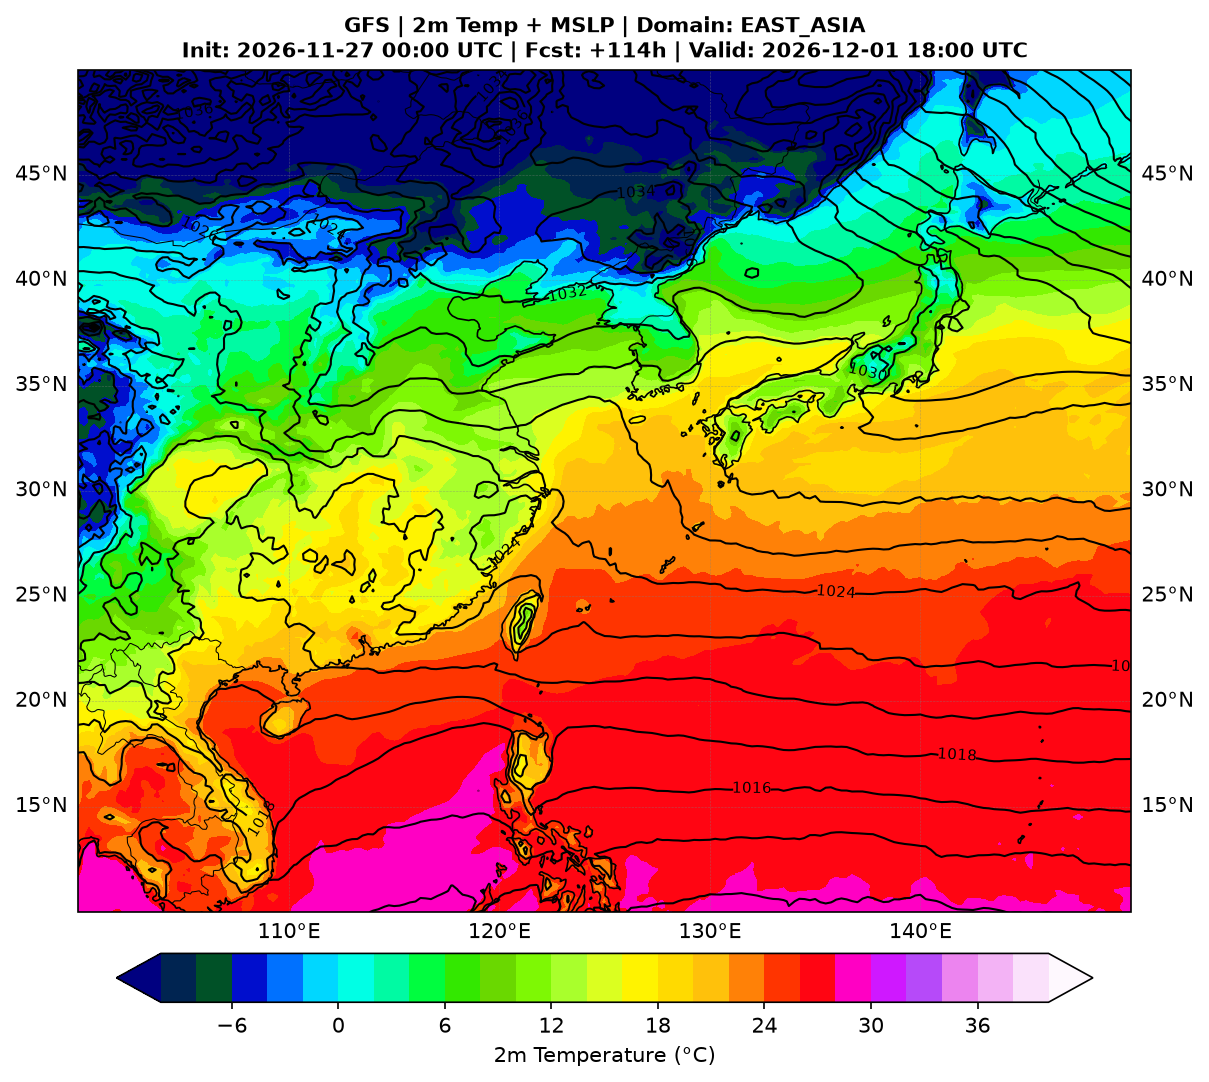 GFS | 2m Temp + MSLP | Domain: EAST_ASIA
Init: 2026-11-27 00:00 UTC | Fcst: +114h | Valid: 2026-12-01 18:00 UTC
45°N
45°N
40°N
40°N
35°N
35°N
30°N
30°N
25°N
25°N
20°N
20°N
15°N
15°N
1034
1024
1032
1030
1024
1024
10
1018
1016
1018
110°E
120°E
130°E
140°E
−6
0
6
12
18
24
30
36
2m Temperature (°C)